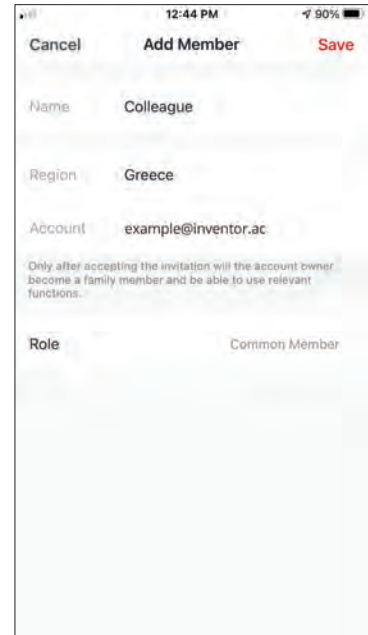 12:44 PM 90%
Cancel Add Member Save
Name Colleague
Region Greece
Account example@inventor.ac
Only after accepting the invitation will the account owner
become a family member and be able to use relevant
functions.
Role Common Member